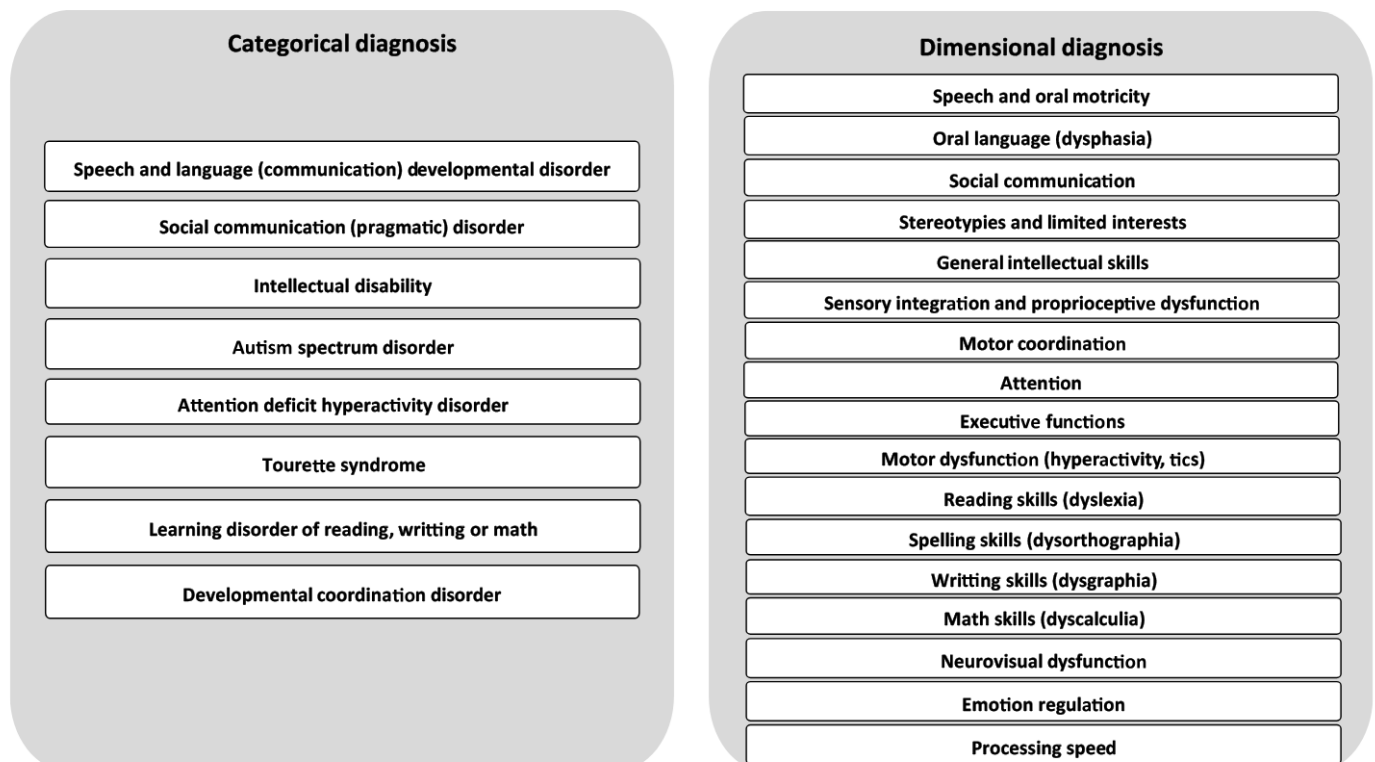 Categorical diagnosis
Speech and language (communication) developmental disorder
Social communication (pragmatic) disorder
Intellectual disability
Autism spectrum disorder
Attention deficit hyperactivity disorder
Tourette syndrome
Learning disorder of reading, writting or math
Developmental coordination disorder
Dimensional diagnosis
Speech and oral motricity
Oral language (dysphasia)
Social communication
Stereotypies and limited interests
General intellectual skills
Sensory integration and proprioceptive dysfunction
Motor coordination
Attention
Executive functions
Motor dysfunction (hyperactivity, tics)
Reading skills (dyslexia)
Spelling skills (dysorthographia)
Writting skills (dysgraphia)
Math skills (dyscalculia)
Neurovisual dysfunction
Emotion regulation
Processing speed